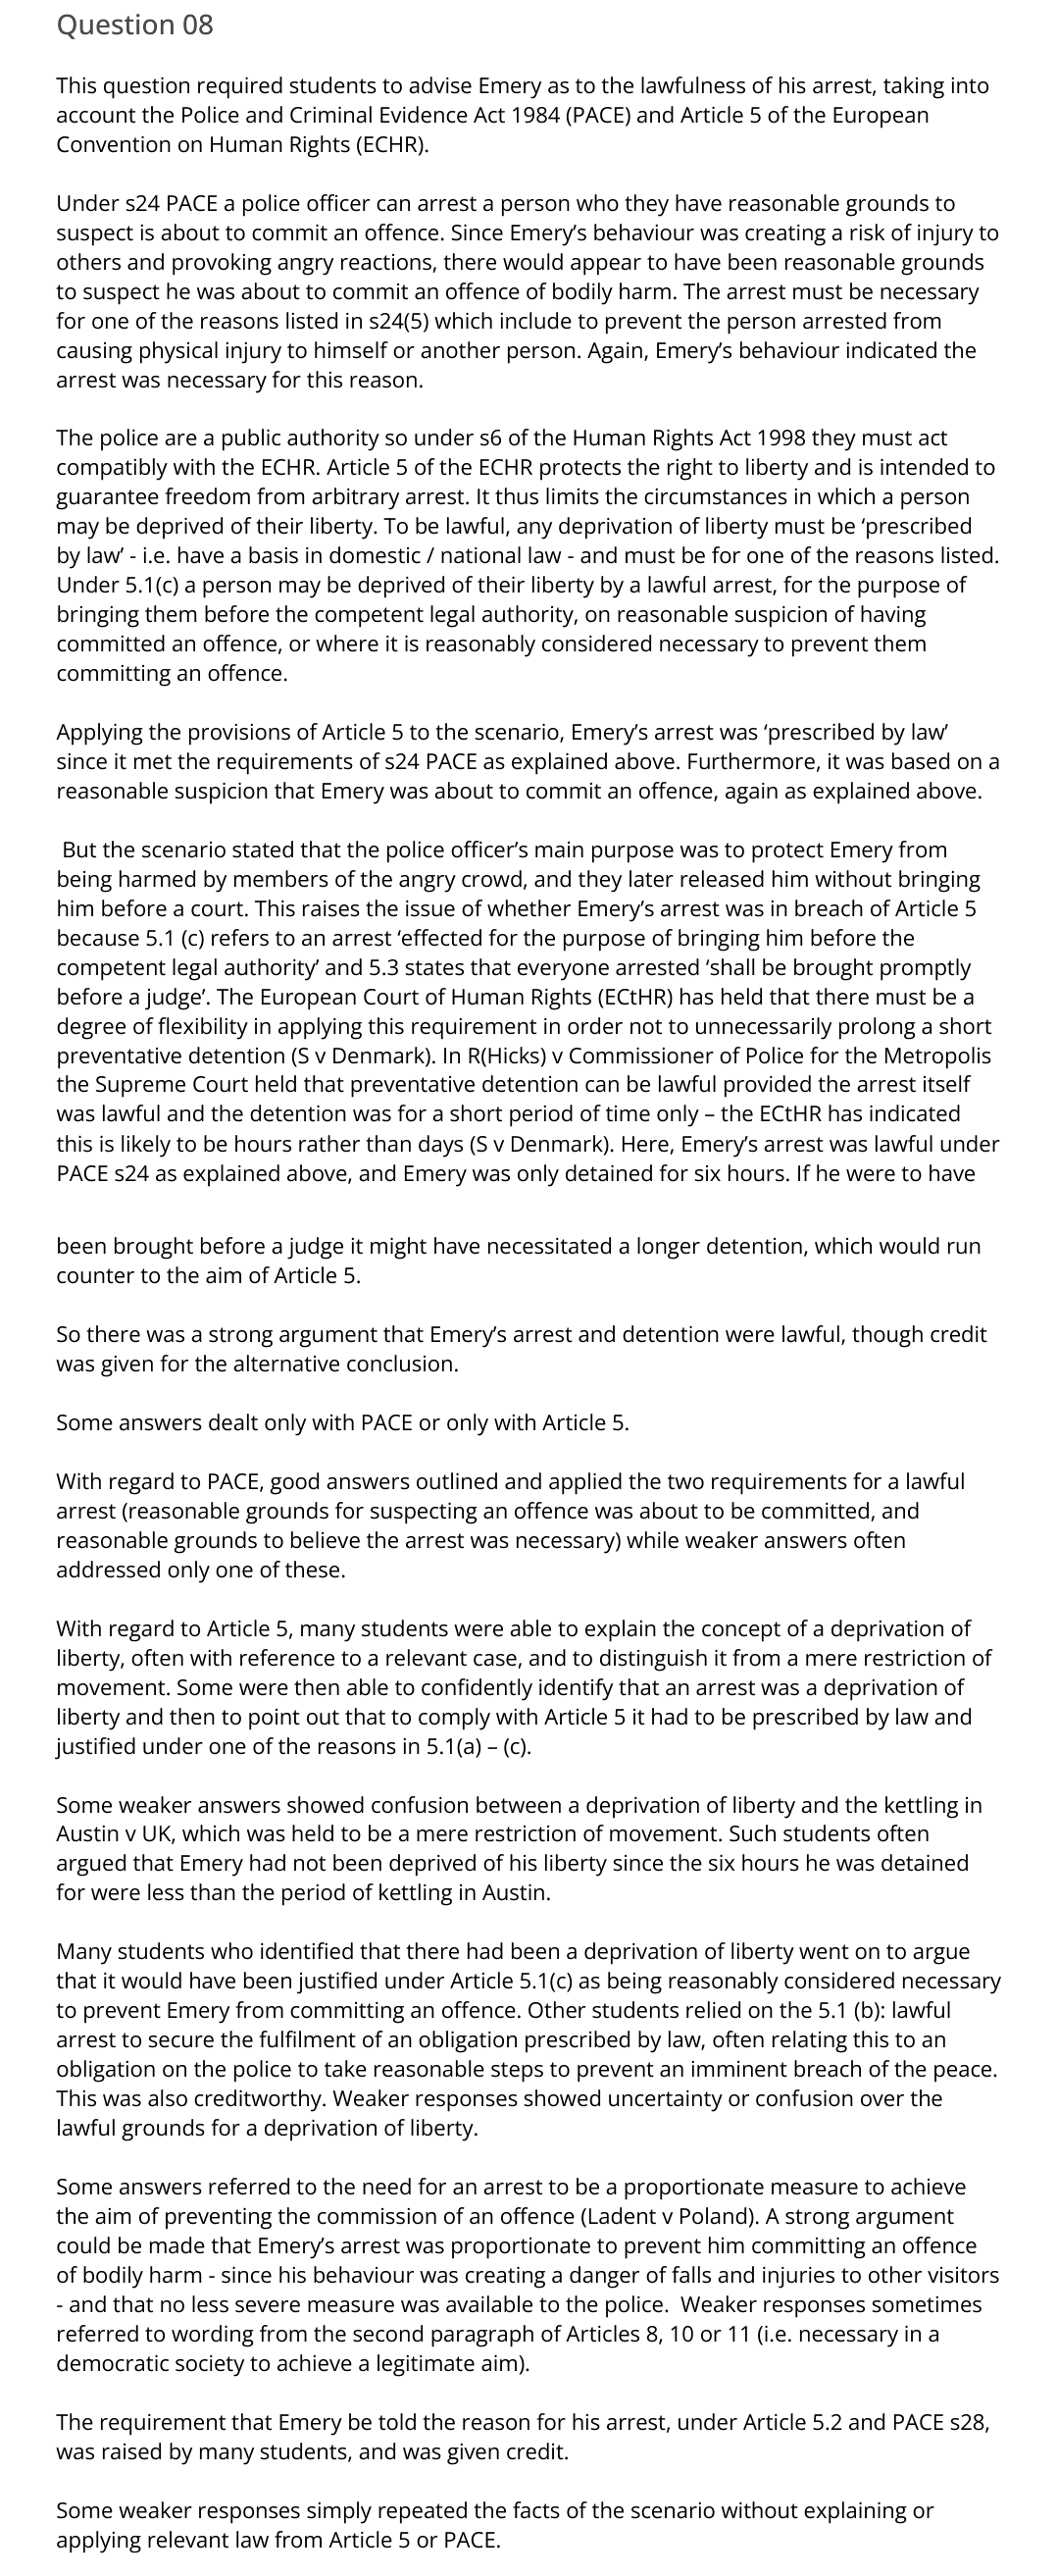 Question 08
This question required students to advise Emery as to the lawfulness of his arrest, taking into
account the Police and Criminal Evidence Act 1984 (PACE) and Article 5 of the European
Convention on Human Rights (ECHR).
Under s24 PACE a police officer can arrest a person who they have reasonable grounds to
suspect is about to commit an offence. Since Emery’s behaviour was creating a risk of injury to
others and provoking angry reactions, there would appear to have been reasonable grounds
to suspect he was about to commit an offence of bodily harm. The arrest must be necessary
for one of the reasons listed in s24(5) which include to prevent the person arrested from
causing physical injury to himself or another person. Again, Emery’s behaviour indicated the
arrest was necessary for this reason.
The police are a public authority so under s6 of the Human Rights Act 1998 they must act
compatibly with the ECHR. Article 5 of the ECHR protects the right to liberty and is intended to
guarantee freedom from arbitrary arrest. It thus limits the circumstances in which a person
may be deprived of their liberty. To be lawful, any deprivation of liberty must be ‘prescribed
by law’ - i.e. have a basis in domestic / national law - and must be for one of the reasons listed.
Under 5.1(c) a person may be deprived of their liberty by a lawful arrest, for the purpose of
bringing them before the competent legal authority, on reasonable suspicion of having
committed an offence, or where it is reasonably considered necessary to prevent them
committing an offence.
Applying the provisions of Article 5 to the scenario, Emery’s arrest was ‘prescribed by law’
since it met the requirements of s24 PACE as explained above. Furthermore, it was based on a
reasonable suspicion that Emery was about to commit an offence, again as explained above.
But the scenario stated that the police officer’s main purpose was to protect Emery from
being harmed by members of the angry crowd, and they later released him without bringing
him before a court. This raises the issue of whether Emery’s arrest was in breach of Article 5
because 5.1 (c) refers to an arrest ‘effected for the purpose of bringing him before the
competent legal authority’ and 5.3 states that everyone arrested ‘shall be brought promptly
before a judge’. The European Court of Human Rights (ECtHR) has held that there must be a
degree of flexibility in applying this requirement in order not to unnecessarily prolong a short
preventative detention (S v Denmark). In R(Hicks) v Commissioner of Police for the Metropolis
the Supreme Court held that preventative detention can be lawful provided the arrest itself
was lawful and the detention was for a short period of time only – the ECtHR has indicated
this is likely to be hours rather than days (S v Denmark). Here, Emery’s arrest was lawful under
PACE s24 as explained above, and Emery was only detained for six hours. If he were to have
been brought before a judge it might have necessitated a longer detention, which would run
counter to the aim of Article 5.
So there was a strong argument that Emery’s arrest and detention were lawful, though credit
was given for the alternative conclusion.
Some answers dealt only with PACE or only with Article 5.
With regard to PACE, good answers outlined and applied the two requirements for a lawful
arrest (reasonable grounds for suspecting an offence was about to be committed, and
reasonable grounds to believe the arrest was necessary) while weaker answers often
addressed only one of these.
With regard to Article 5, many students were able to explain the concept of a deprivation of
liberty, often with reference to a relevant case, and to distinguish it from a mere restriction of
movement. Some were then able to confidently identify that an arrest was a deprivation of
liberty and then to point out that to comply with Article 5 it had to be prescribed by law and
justified under one of the reasons in 5.1(a) – (c).
Some weaker answers showed confusion between a deprivation of liberty and the kettling in
Austin v UK, which was held to be a mere restriction of movement. Such students often
argued that Emery had not been deprived of his liberty since the six hours he was detained
for were less than the period of kettling in Austin.
Many students who identified that there had been a deprivation of liberty went on to argue
that it would have been justified under Article 5.1(c) as being reasonably considered necessary
to prevent Emery from committing an offence. Other students relied on the 5.1 (b): lawful
arrest to secure the fulfilment of an obligation prescribed by law, often relating this to an
obligation on the police to take reasonable steps to prevent an imminent breach of the peace.
This was also creditworthy. Weaker responses showed uncertainty or confusion over the
lawful grounds for a deprivation of liberty.
Some answers referred to the need for an arrest to be a proportionate measure to achieve
the aim of preventing the commission of an offence (Ladent v Poland). A strong argument
could be made that Emery’s arrest was proportionate to prevent him committing an offence
of bodily harm - since his behaviour was creating a danger of falls and injuries to other visitors
- and that no less severe measure was available to the police.  Weaker responses sometimes
referred to wording from the second paragraph of Articles 8, 10 or 11 (i.e. necessary in a
democratic society to achieve a legitimate aim).
The requirement that Emery be told the reason for his arrest, under Article 5.2 and PACE s28,
was raised by many students, and was given credit.
Some weaker responses simply repeated the facts of the scenario without explaining or
applying relevant law from Article 5 or PACE.